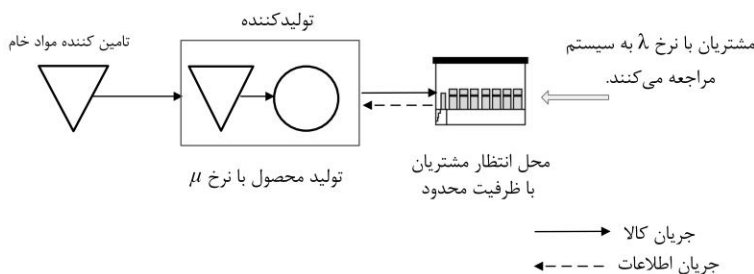 تولیدکننده
تامین کننده مواد خام
مشتریان با نرخ λ به سیستم
مراجعه می‌کنند.
محل انتظار مشتریان
با ظرفیت محدود
تولید محصول با نرخ μ
جریان کالا
جریان اطلاعات